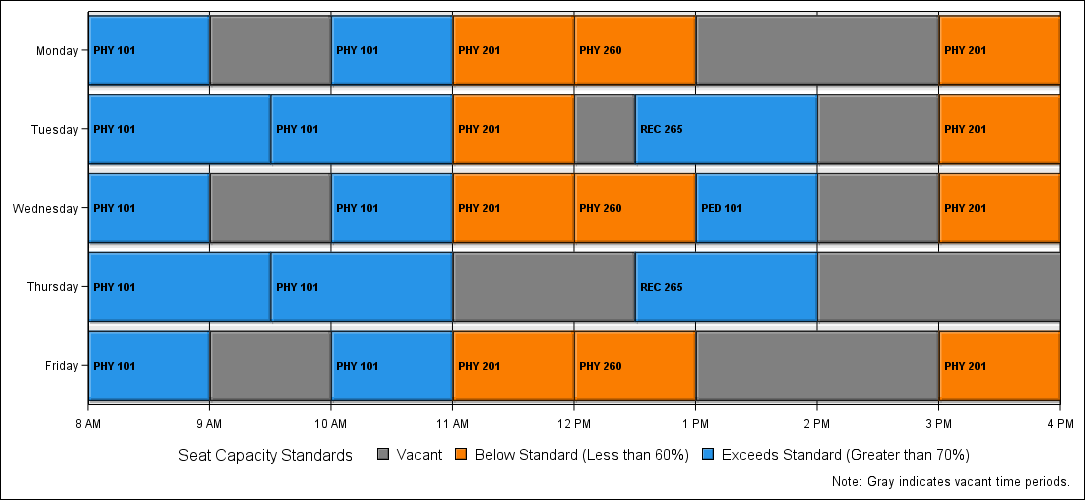 Monday
PHY 101
PHY 101
PHY 201
PHY 260
PHY 201
Tuesday
PHY 101
PHY 101
PHY 201
REC 265
PHY 201
Wednesday
PHY 101
PHY 101
PHY 201
PHY 260
PED 101
PHY 201
Thursday
PHY 101
PHY 101
REC 265
Friday
PHY 101
PHY 101
PHY 201
PHY 260
PHY 201
8 AM 9 AM 10 AM 11 AM 12 PM 1 PM 2 PM 3 PM 4 PM
Seat Capacity Standards Vacant Below Standard (Less than 60%) Exceeds Standard (Greater than 70%)
Note: Gray indicates vacant time periods.